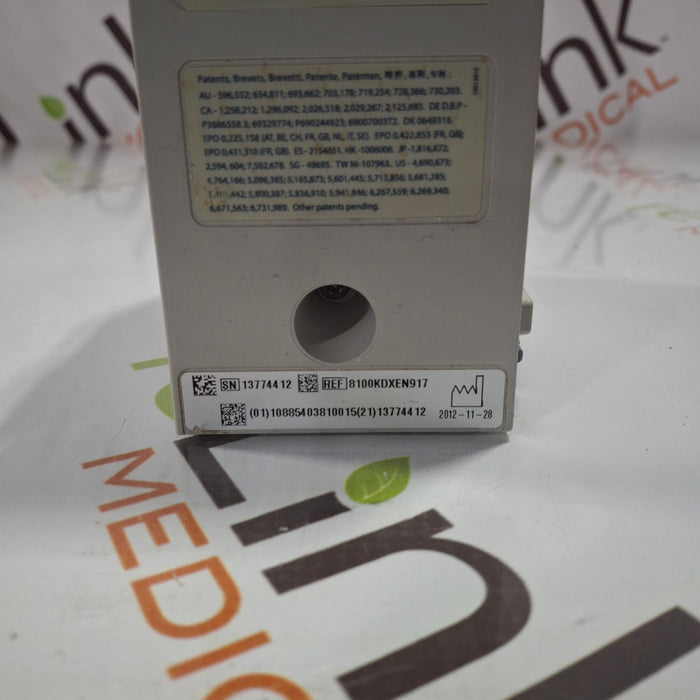 Patents, Brevets, Brevetti, Patente, Patenten, 特許, 专利:
AU - 596,552; 634,811; 693,662; 703,178; 719,254; 728,366; 730,203.
CA - 1,258,212; 1,296,092; 2,026,518; 2,029,267; 2,125,693. DE D.B.P -
P3686558.3; 69329774; P690244923; 6900700372. DK 0649316.
EPO 0,225,158 (AT, BE, CH, FR, GB, NL, IT, SE). EPO 0,422,855 (FR, GB);
EPO 0,431,310 (FR, GB). ES - 2154651. HK -1006006. JP -1,816,872;
2,594, 604; 7,502,678. SG - 49695. TW NI-107963. US - 4,690,673;
4,764,166; 5,096,385; 5,165,873; 5,601,445; 5,713,856; 5,681,285;
5,800,387; 5,836,910; 5,941,846; 6,267,559; 6,269,340;
6,671,563; 6,731,989. Other patents pending.
SN 13774412 REF 8100KDXEN917
(01)10885403810015(21)13774412
2012-11-28
MEDICAL
ink
MEDIC